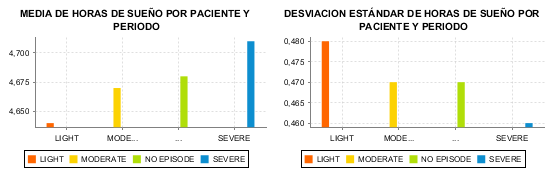 MEDIA DE HORAS DE SUEÑO POR PACIENTE Y
PERIODO
4,700
4,675
4,650
LIGHT MODE... ... SEVERE
LIGHT MODERATE NO EPISODE SEVERE
DESVIACION ESTÁNDAR DE HORAS DE SUEÑO POR
PACIENTE Y PERIODO
0,480
0,475
0,470
0,465
0,460
LIGHT MODE... ... SEVERE
LIGHT MODERATE NO EPISODE SEVERE